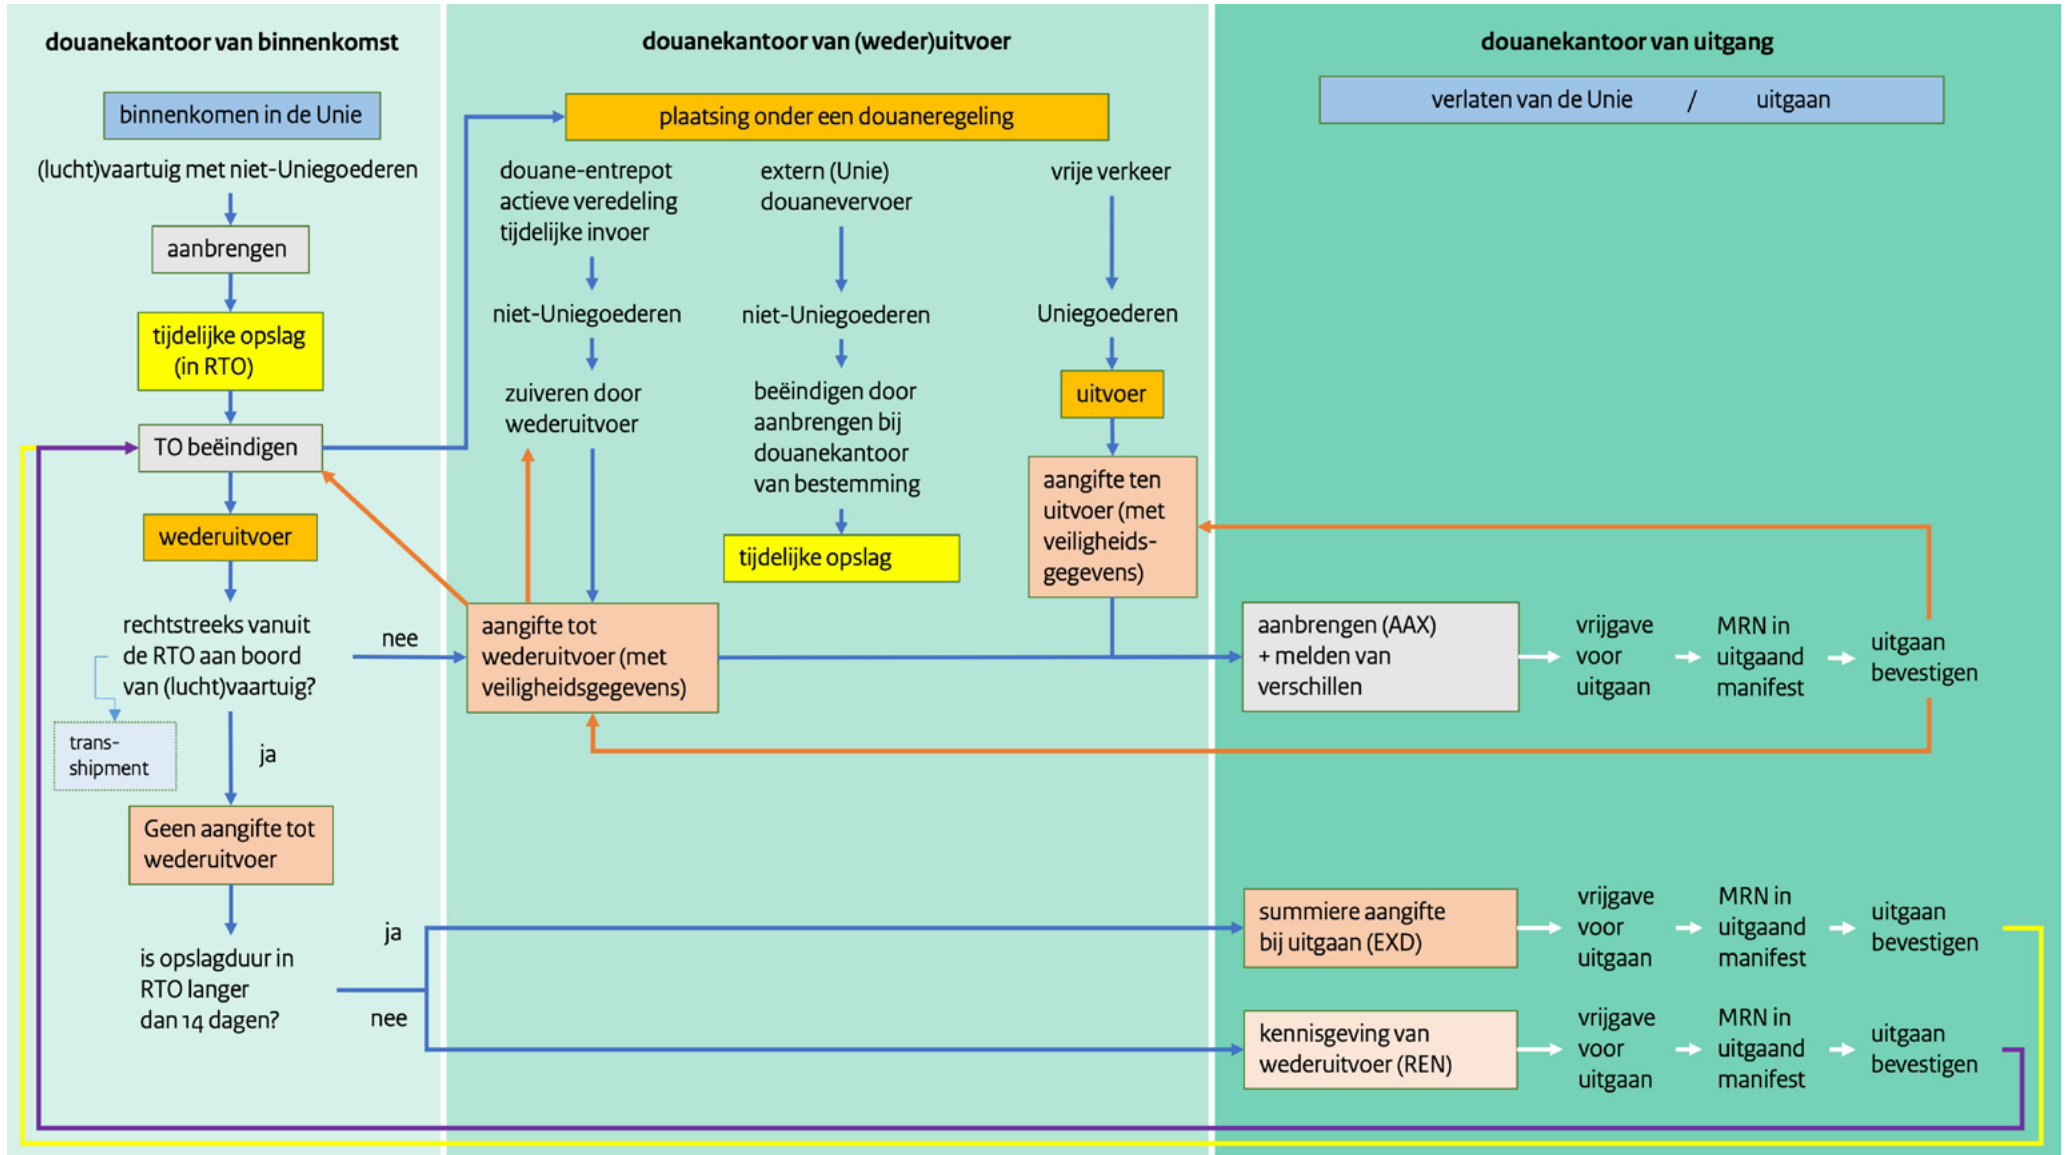 douanekantoor van binnenkomst
binnenkomen in de Unie
(lucht)vaartuig met niet-Uniegoederen
aanbrengen
tijdelijke opslag
(in RTO)
TO beëindigen
wederuitvoer
rechtstreeks vanuit
de RTO aan boord
van (lucht)vaartuig?
nee
trans-
shipment
ja
Geen aangifte tot
wederuitvoer
is opslagduur in
RTO langer
dan 14 dagen?
ja
nee
douanekantoor van (weder)uitvoer
plaatsing onder een douaneregeling
douane-entrepot
actieve veredeling
tijdelijke invoer
niet-Uniegoederen
zuiveren door
wederuitvoer
aangifte tot
wederuitvoer (met
veiligheidsgegevens)
extern (Unie)
douanevervoer
niet-Uniegoederen
beëindigen door
aanbrengen bij
douanekantoor
van bestemming
tijdelijke opslag
vrije verkeer
Uniegoederen
uitvoer
aangifte ten
uitvoer (met
veiligheids-
gegevens)
douanekantoor van uitgang
verlaten van de Unie / uitgaan
aanbrengen (AAX)
+ melden van
verschillen
vrijgave
voor
uitgaan
MRN in
uitgaand
manifest
uitgaan
bevestigen
summiere aangifte
bij uitgaan (EXD)
vrijgave
voor
uitgaan
MRN in
uitgaand
manifest
uitgaan
bevestigen
kennisgeving van
wederuitvoer (REN)
vrijgave
voor
uitgaan
MRN in
uitgaand
manifest
uitgaan
bevestigen